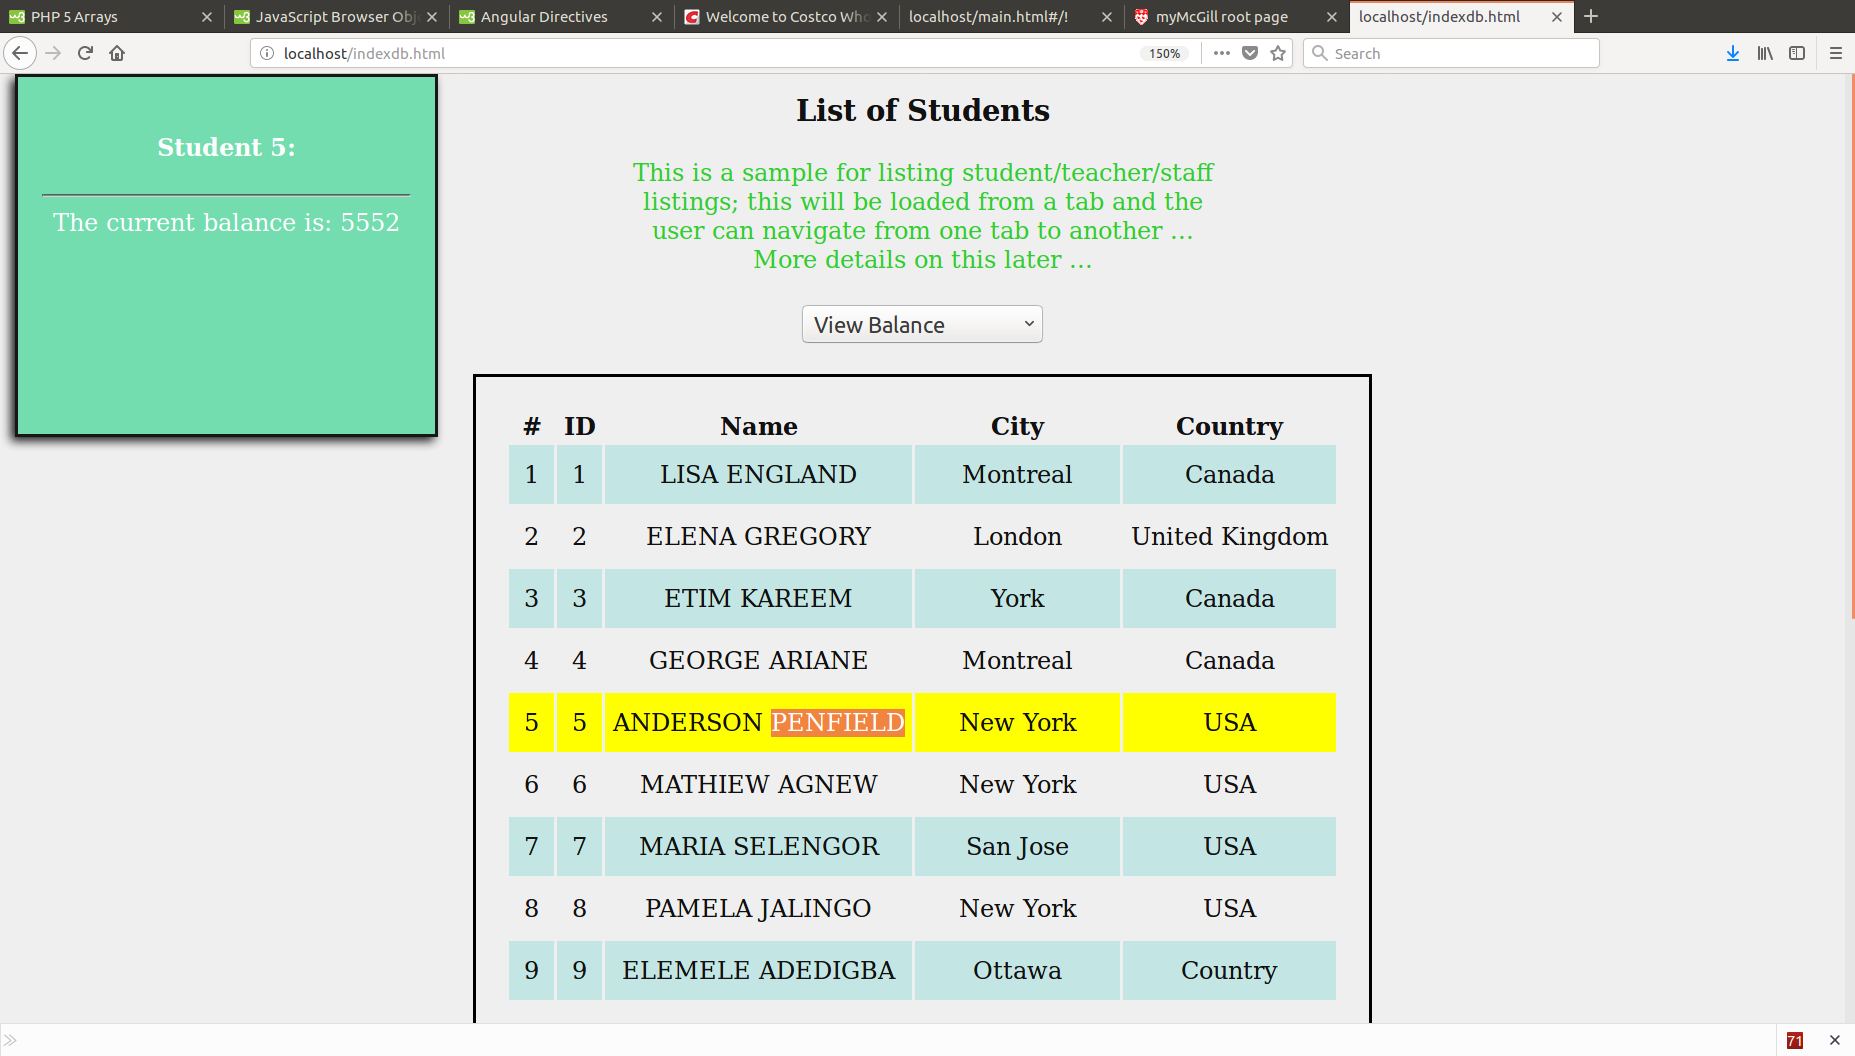 PHP 5 Arrays
JavaScript Browser Obj
Angular Directives
Welcome to Costco Who
localhost/main.html#/!
myMcGill root page
localhost/indexdb.html
localhost/indexdb.html
150%
Search
Student 5:
The current balance is: 5552
List of Students
This is a sample for listing student/teacher/staff
listings; this will be loaded from a tab and the
user can navigate from one tab to another ...
More details on this later ...
View Balance
# ID Name City Country
1 1 LISA ENGLAND Montreal Canada
2 2 ELENA GREGORY London United Kingdom
3 3 ETIM KAREEM York Canada
4 4 GEORGE ARIANE Montreal Canada
5 5 ANDERSON PENFIELD New York USA
6 6 MATHIEW AGNEW New York USA
7 7 MARIA SELENGOR San Jose USA
8 8 PAMELA JALINGO New York USA
9 9 ELEMELE ADEDIGBA Ottawa Country
71